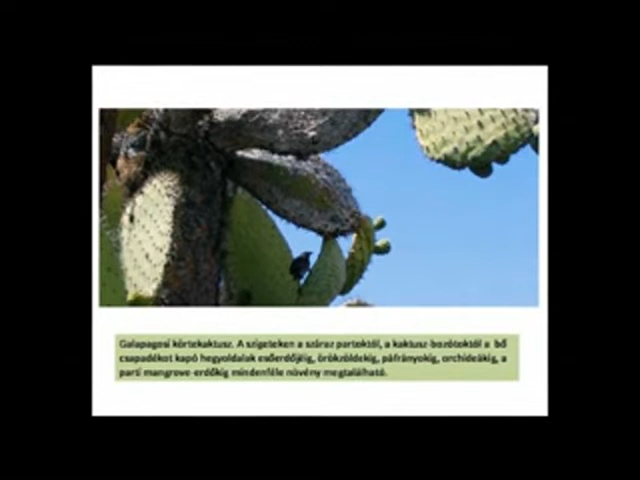 Galapagosi körtekaktusz. A szigeteken a száraz partoktól, a kaktusz-bozótoktól a bő
csapadékot kapó hegyoldalak esőerdőjéig, örökzöldekig, páfrányokig, orchideákig, a
parti mangrove-erdőkig mindenféle növény megtalálható.